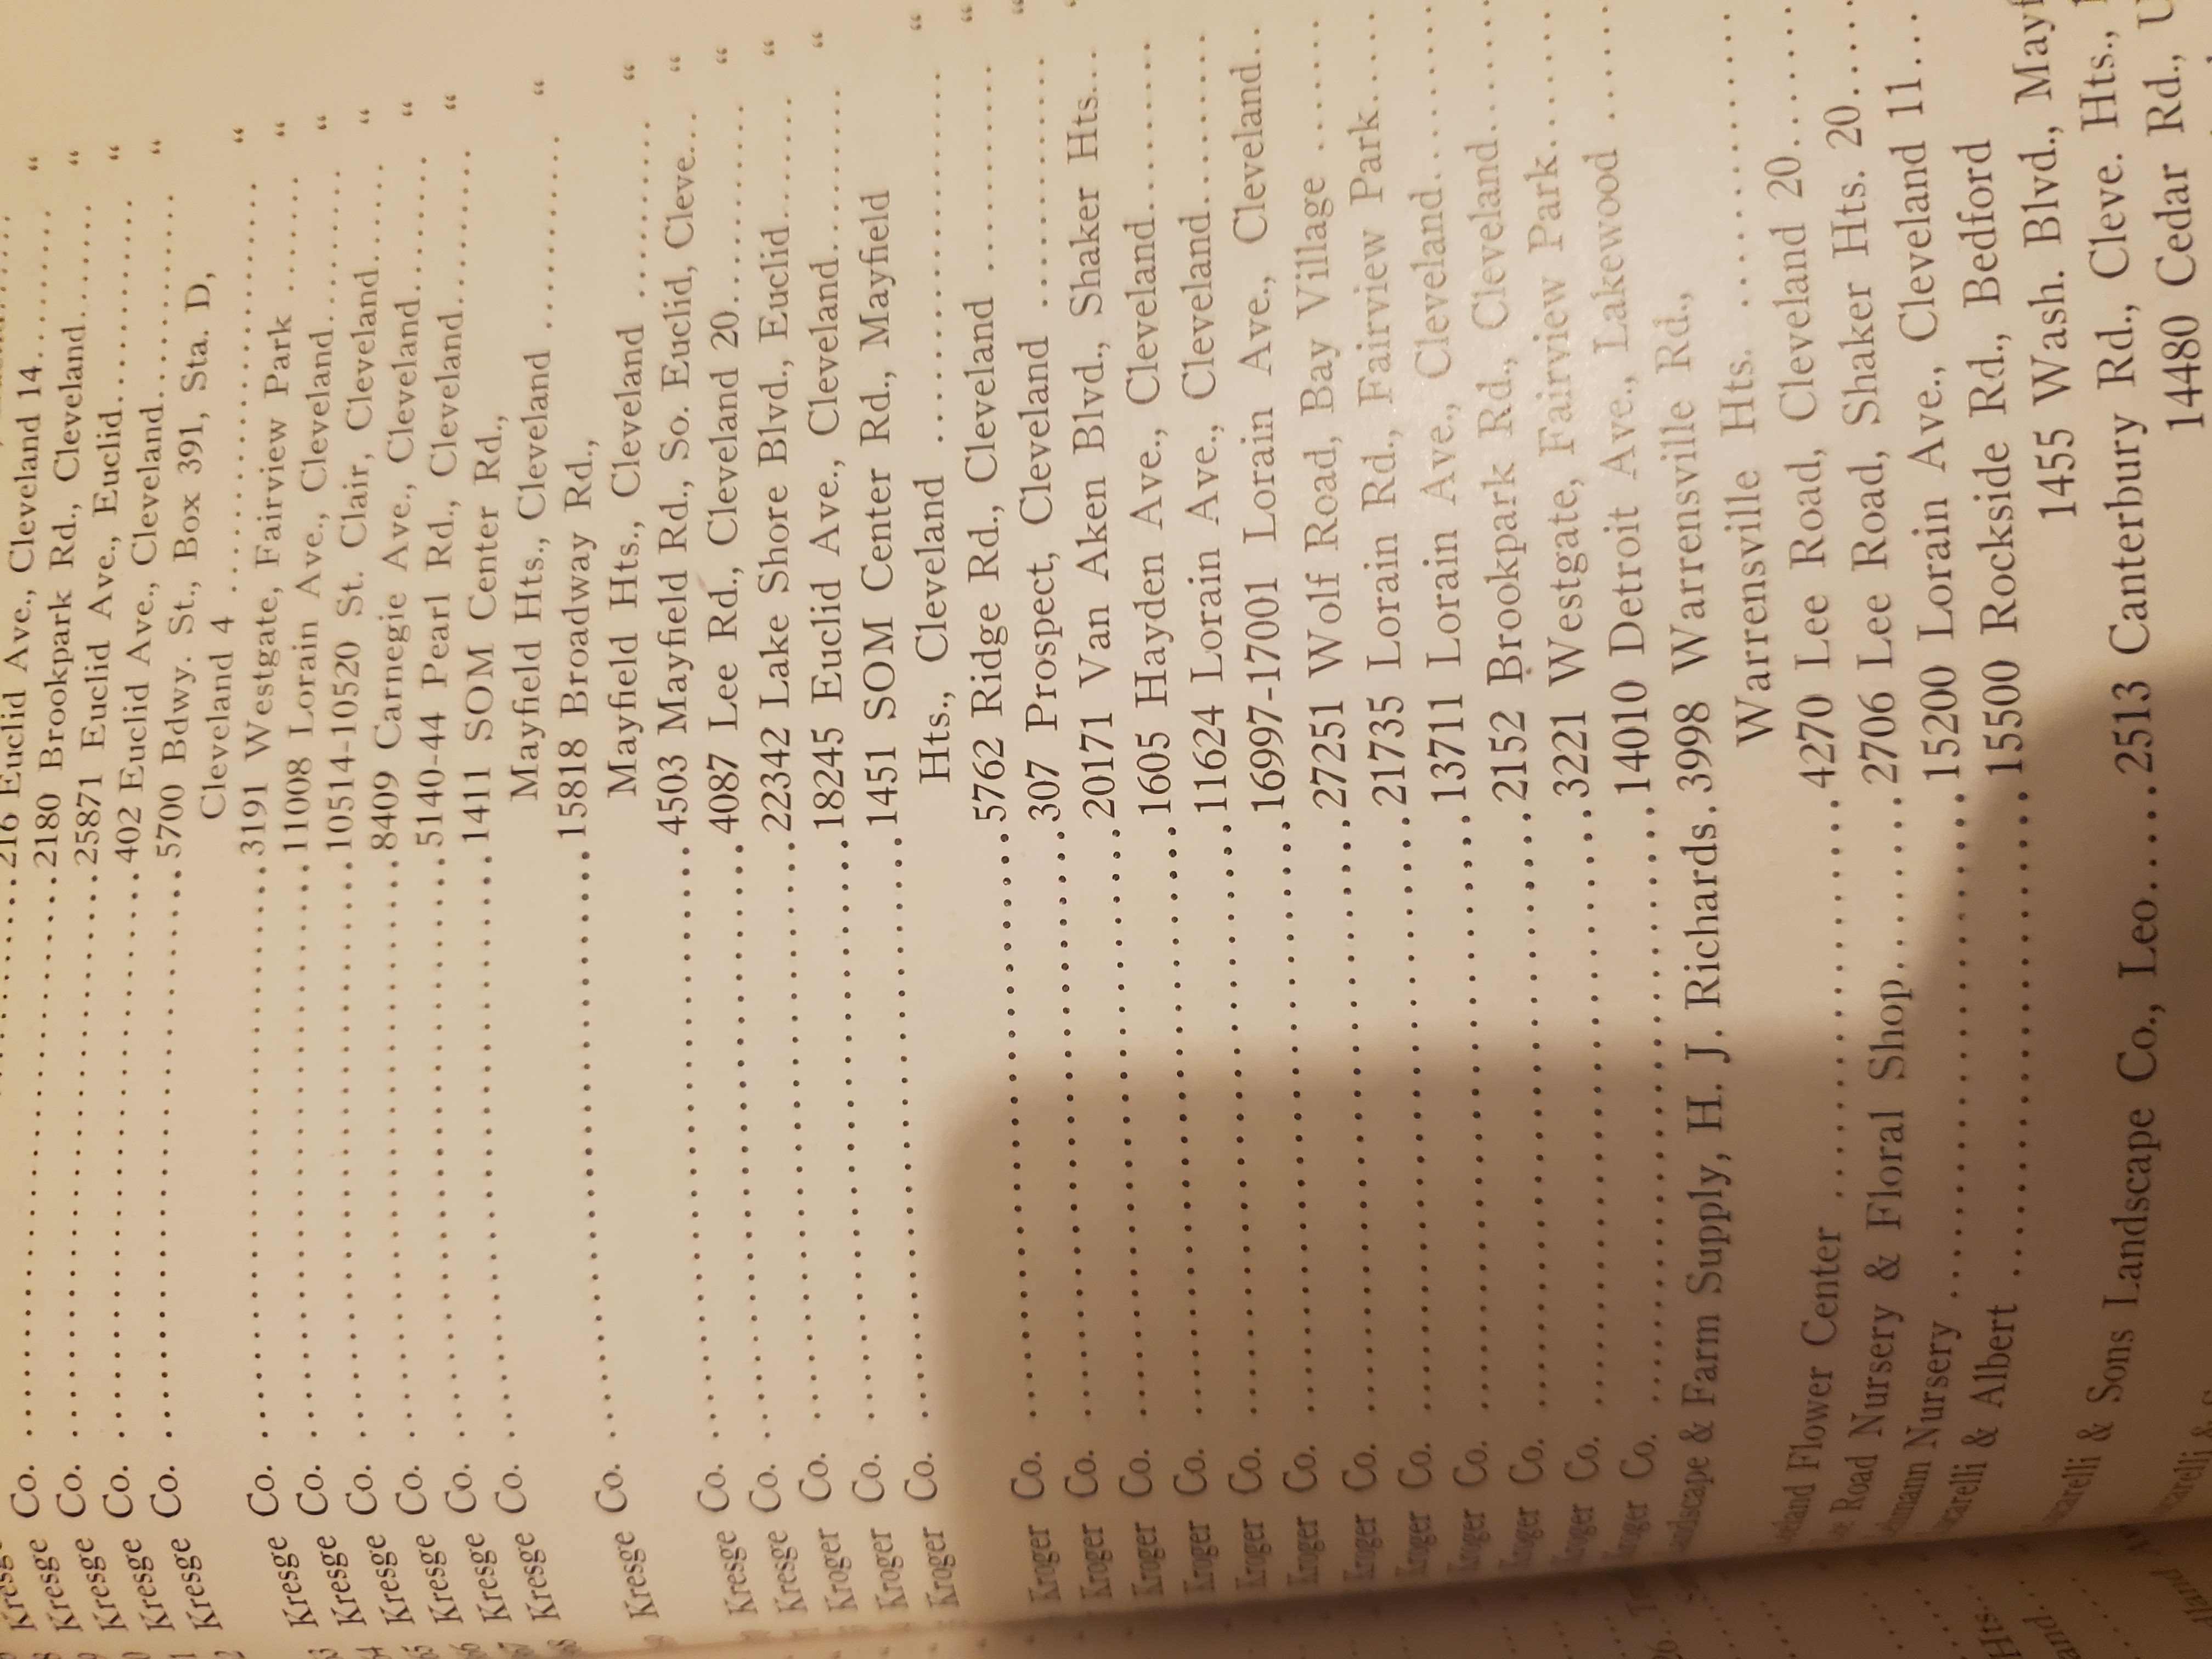 Kresge 216 Euclid Ave., Cleveland 14......... "
Kresge Co. ..........2180 Brookpark Rd., Cleveland....... "
Kresge Co. ..........25871 Euclid Ave., Euclid.......... "
Kresge Co. ..........402 Euclid Ave., Cleveland.......... "
Kresge Co. ..........5700 Bdwy. St., Box 391, Sta. D,
Cleveland 4 .......... "
Kresge Co. ..........3191 Westgate, Fairview Park ....... "
Kresge Co. ..........11008 Lorain Ave., Cleveland........ "
Kresge Co. ..........10514-10520 St. Clair, Cleveland...... "
Kresge Co. ..........8409 Carnegie Ave., Cleveland....... "
Kresge Co. ..........5140-44 Pearl Rd., Cleveland........ "
Kresge Co. ..........1411 SOM Center Rd.,
Mayfield Hts., Cleveland .......... "
Kresge Co. ..........15818 Broadway Rd.,
Mayfield Hts., Cleveland ......... "
Kresge Co. ..........4503 Mayfield Rd., So. Euclid, Cleve... "
Kresge Co. ..........4087 Lee Rd., Cleveland 20.......... "
Kroger Co. ..........22342 Lake Shore Blvd., Euclid....... "
Kroger Co. ..........18245 Euclid Ave., Cleveland........ "
Kroger Co. ..........1451 SOM Center Rd., Mayfield
Hts., Cleveland .......... "
Kroger Co. ..........5762 Ridge Rd., Cleveland .......... "
Kroger Co. ..........307 Prospect, Cleveland .......... "
Kroger Co. ..........20171 Van Aken Blvd., Shaker Hts... "
Kroger Co. ..........1605 Hayden Ave., Cleveland.........
Kroger Co. ..........11624 Lorain Ave., Cleveland.........
Kroger Co. ..........16997-17001 Lorain Ave., Cleveland..
Kroger Co. ..........27251 Wolf Road, Bay Village .......
Kroger Co. ..........21735 Lorain Rd., Fairview Park.....
Kroger Co. ..........13711 Lorain Ave., Cleveland........
Kroger Co. ..........2152 Brookpark Rd., Cleveland......
Kroger Co. ..........3221 Westgate, Fairview Park.......
Kroger Co. ..........14010 Detroit Ave., Lakewood ......
Landscape & Farm Supply, H. J. Richards.3998 Warrensville Rd.,
Warrensville Hts. ..........
Flower Center ..........4270 Lee Road, Cleveland 20.......
Road Nursery & Floral Shop..........2706 Lee Road, Shaker Hts. 20....
Nursery ..........15200 Lorain Ave., Cleveland 11....
& Albert ..........15500 Rockside Rd., Bedford
1455 Wash. Blvd., Mayf
& Sons Landscape Co., Leo.....2513 Canterbury Rd., Cleve. Hts.,
14480 Cedar Rd., U